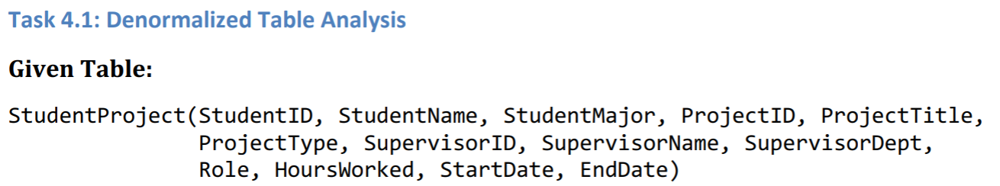 Task 4.1: Denormalized Table Analysis
Given Table:
StudentProject(StudentID, StudentName, StudentMajor, ProjectID, ProjectTitle,
ProjectType, SupervisorID, SupervisorName, SupervisorDept,
Role, HoursWorked, StartDate, EndDate)